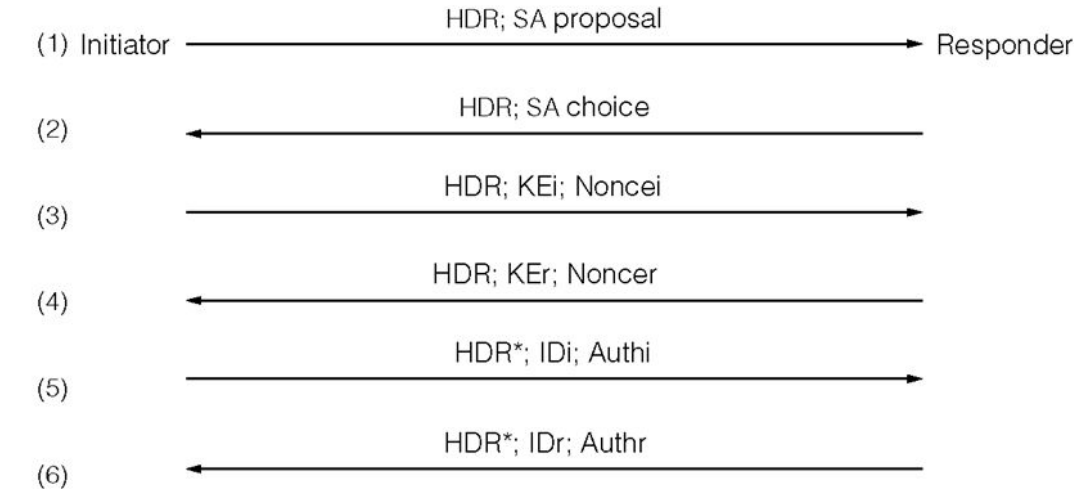 HDR; SA proposal
(1) Initiator Responder
HDR; SA choice
(2)
HDR; KEi; Noncei
(3)
HDR; KEr; Noncer
(4)
HDR*; IDi; Authi
(5)
HDR*; IDr; Authr
(6)